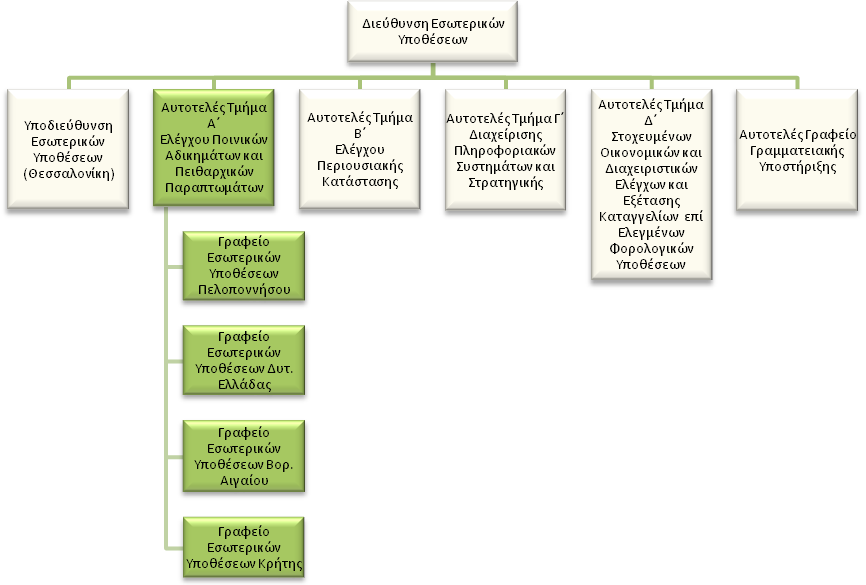 Διεύθυνση Εσωτερικών
Υποθέσεων
Υποδιεύθυνση
Εσωτερικών
Υποθέσεων
(Θεσσαλονίκη)
Αυτοτελές Τμήμα
Α΄
Ελέγχου Ποινικών
Αδικημάτων και
Πειθαρχικών
Παραπτωμάτων
Αυτοτελές Τμήμα
Β΄
Ελέγχου
Περιουσιακής
Κατάστασης
Αυτοτελές Τμήμα Γ΄
Διαχείρισης
Πληροφοριακών
Συστημάτων και
Στρατηγικής
Αυτοτελές Τμήμα
Δ΄
Στοχευμένων
Οικονομικών και
Διαχειριστικών
Ελέγχων και
Εξέτασης
Καταγγελιών επί
Ελεγμένων
Φορολογικών
Υποθέσεων
Αυτοτελές Γραφείο
Γραμματειακής
Υποστήριξης
Γραφείο
Εσωτερικών
Υποθέσεων
Πελοποννήσου
Γραφείο
Εσωτερικών
Υποθέσεων Δυτ.
Ελλάδας
Γραφείο
Εσωτερικών
Υποθέσεων Βορ.
Αιγαίου
Γραφείο
Εσωτερικών
Υποθέσεων Κρήτης